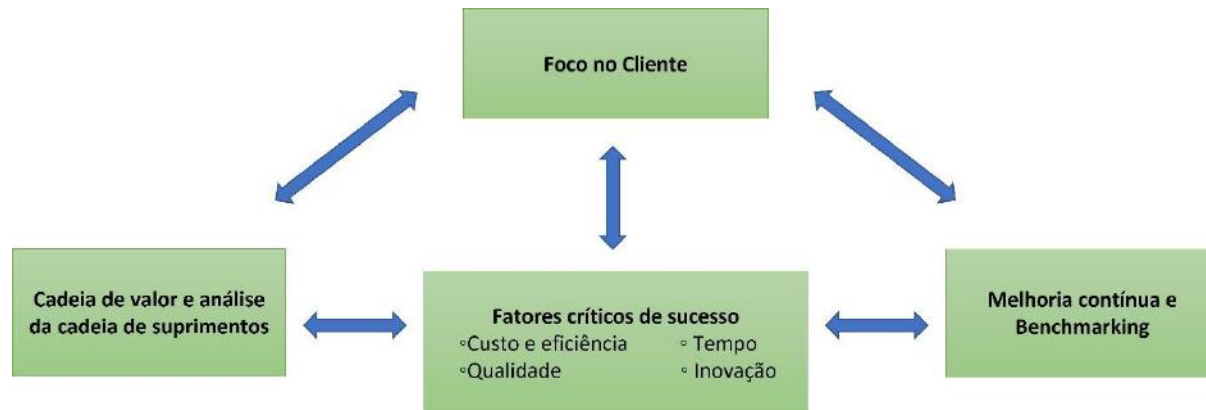 Foco no Cliente
Cadeia de valor e análise
da cadeia de suprimentos
Fatores críticos de sucesso
◦Custo e eficiência ◦ Tempo
◦Qualidade ◦ Inovação
Melhoria contínua e
Benchmarking